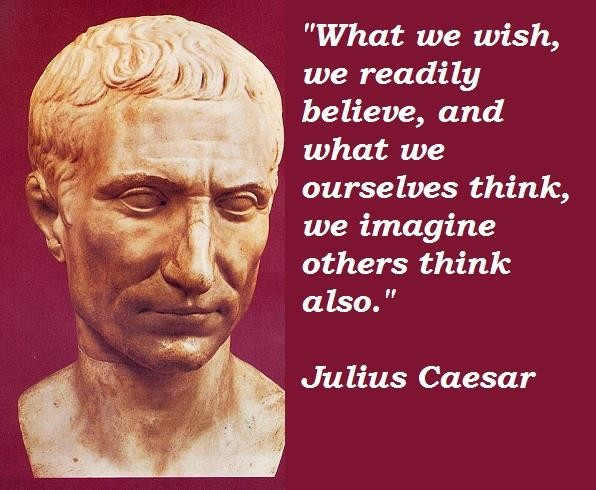 "What we wish,
we readily
believe, and
what we
ourselves think,
we imagine
others think
also."
Julius Caesar